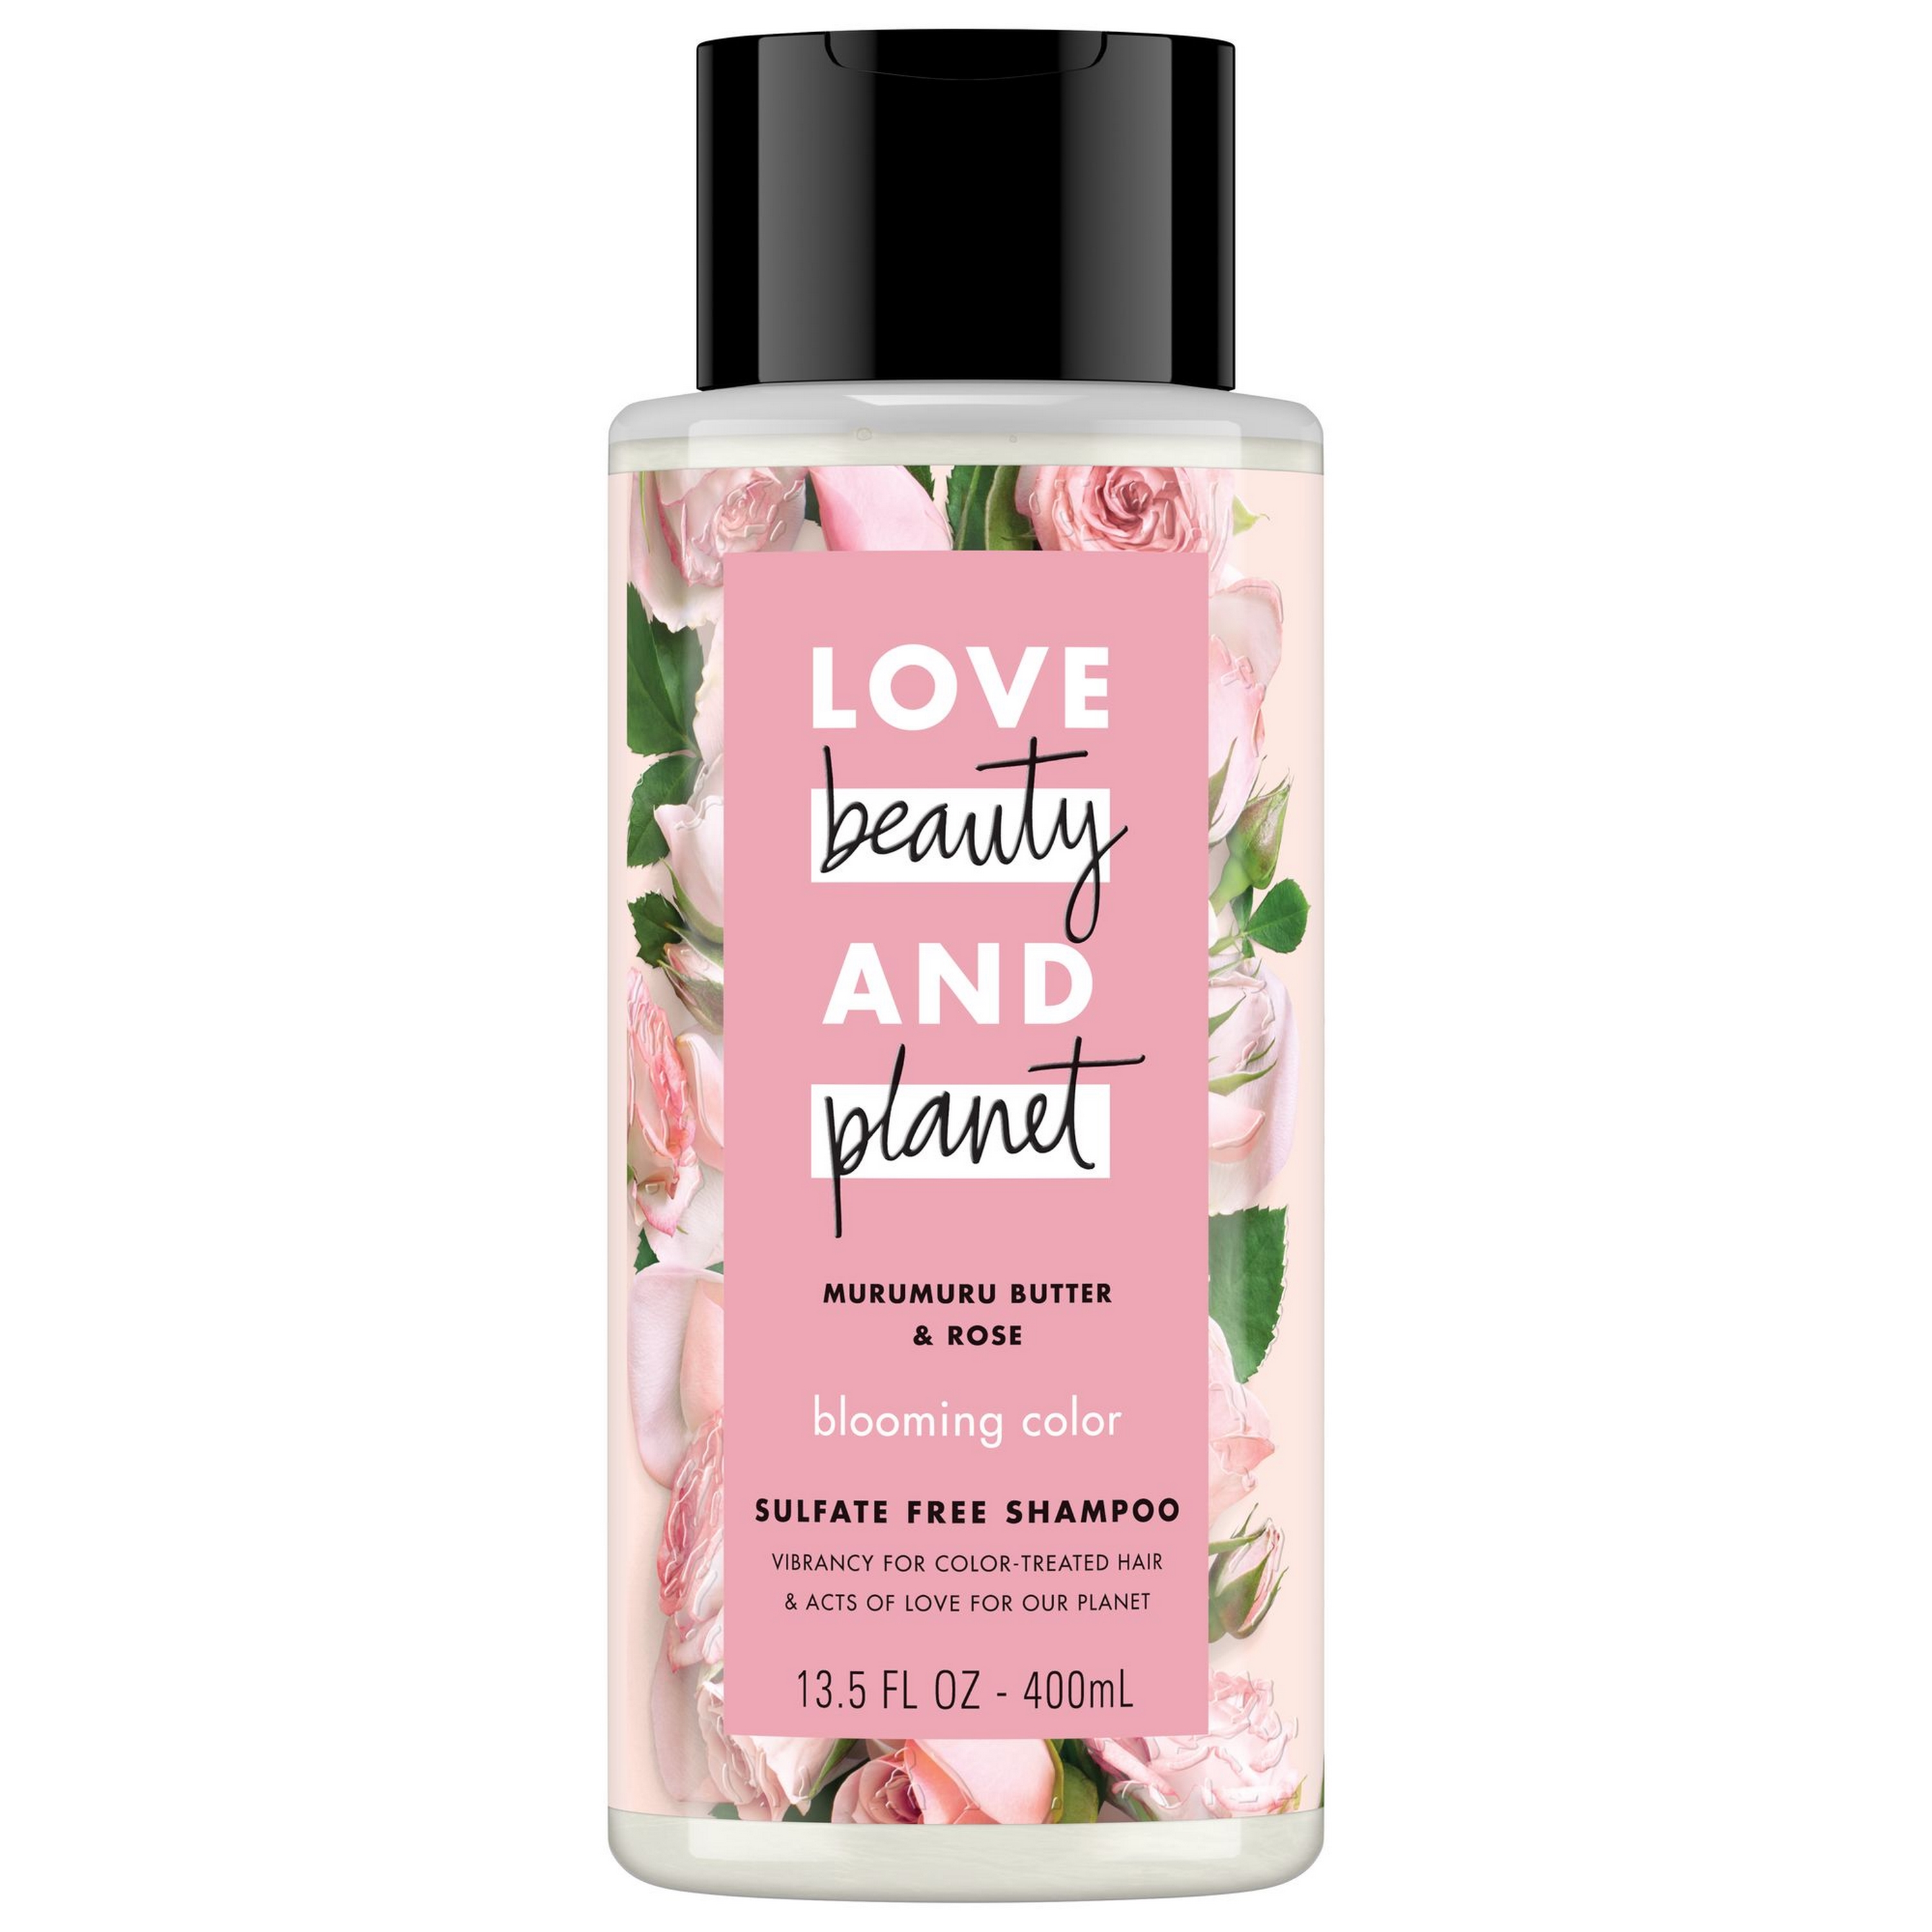 LOVE
beauty
AND
planet
MURUMURU BUTTER
& ROSE
blooming color
SULFATE FREE SHAMPOO
VIBRANCY FOR COLOR-TREATED HAIR
& ACTS OF LOVE FOR OUR PLANET
13.5 FL OZ - 400mL